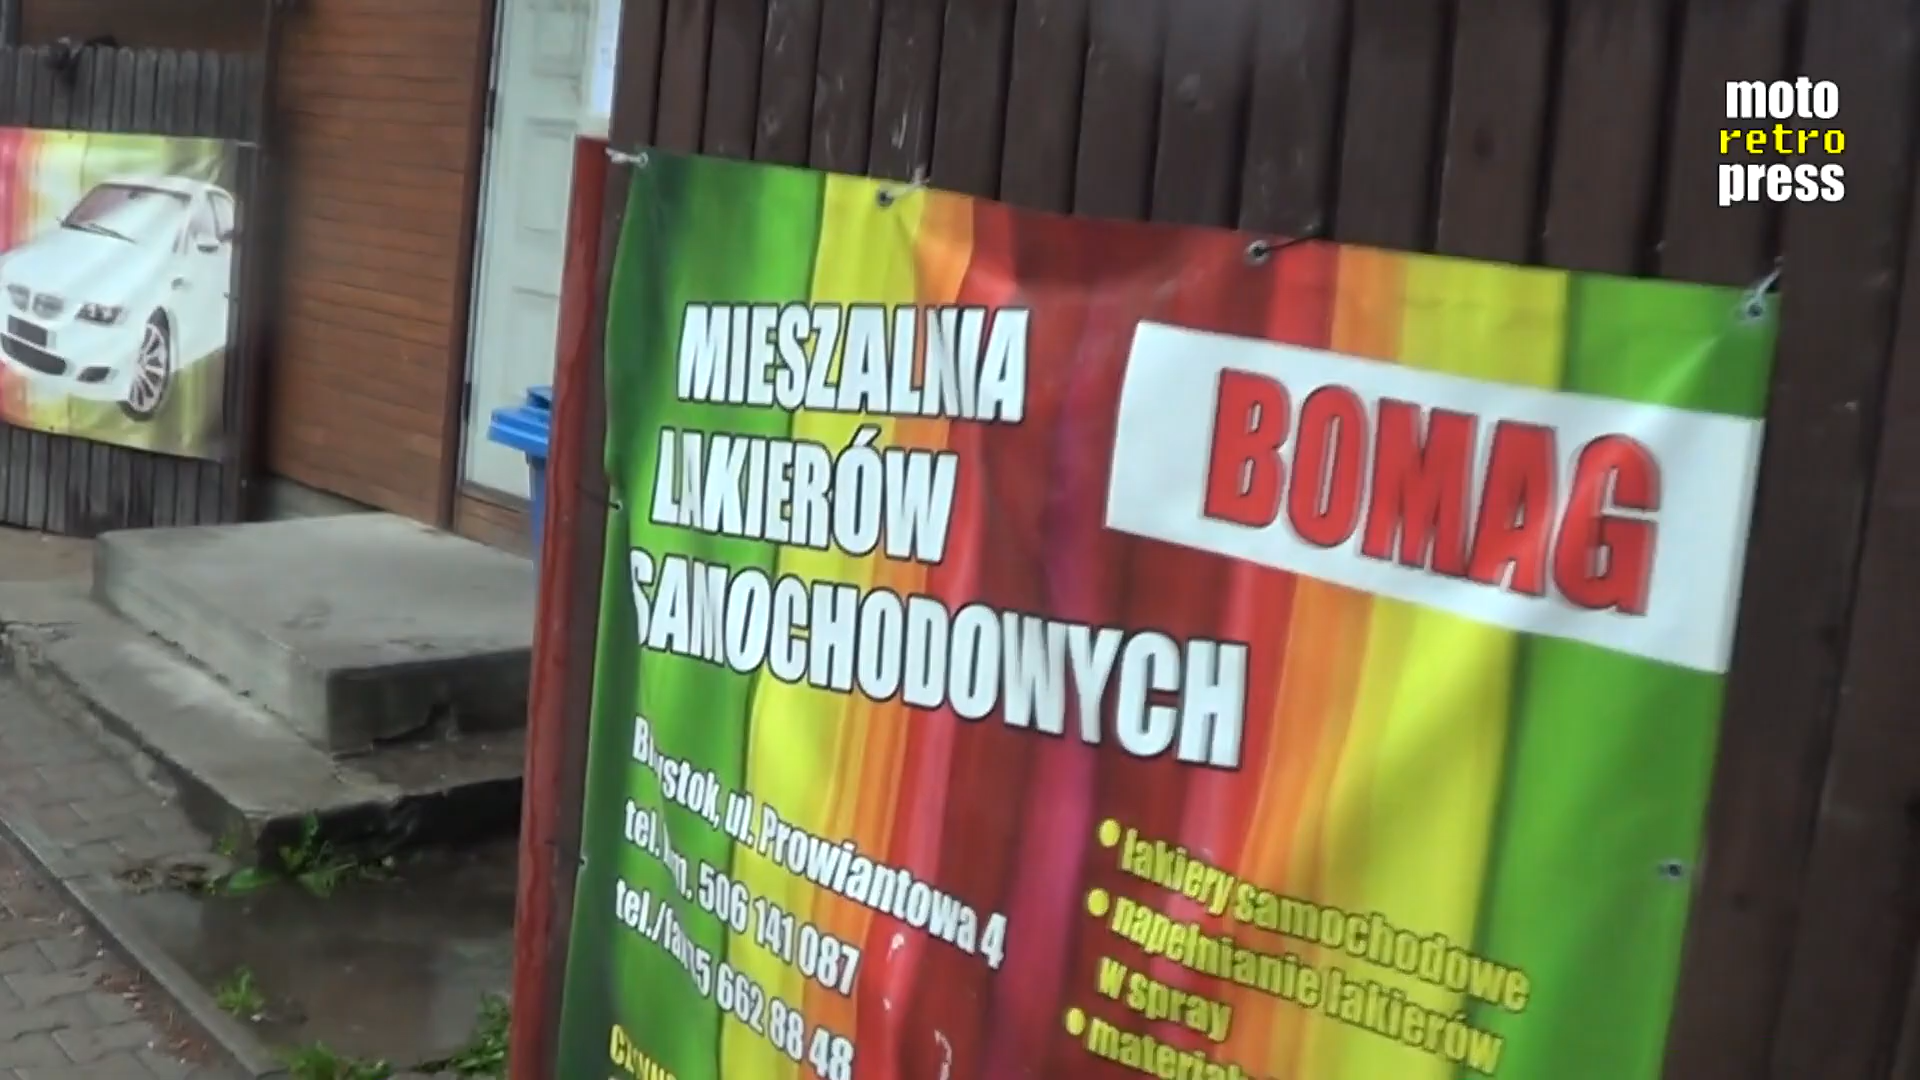 moto
retro
press
MIESZALNIA
LAKIERÓW
SAMOCHODOWYCH
BOMAG
ul. Prowiantowa 4
tel. 506 141 087
662 88 48
• lakiery samochodowe
• napełnianie lakierów
w spray
•